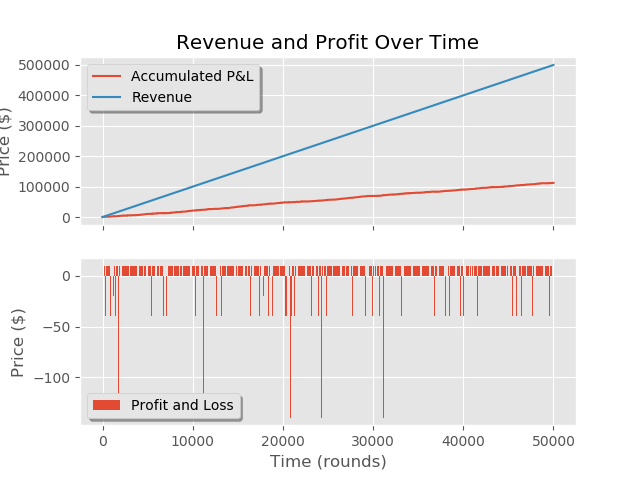 Revenue and Profit Over Time
Accumulated P&L
Revenue
500000
400000
300000
200000
100000
0
Price ($)
0
−50
−100
Price ($)
Profit and Loss
0
10000
20000
30000
40000
50000
Time (rounds)